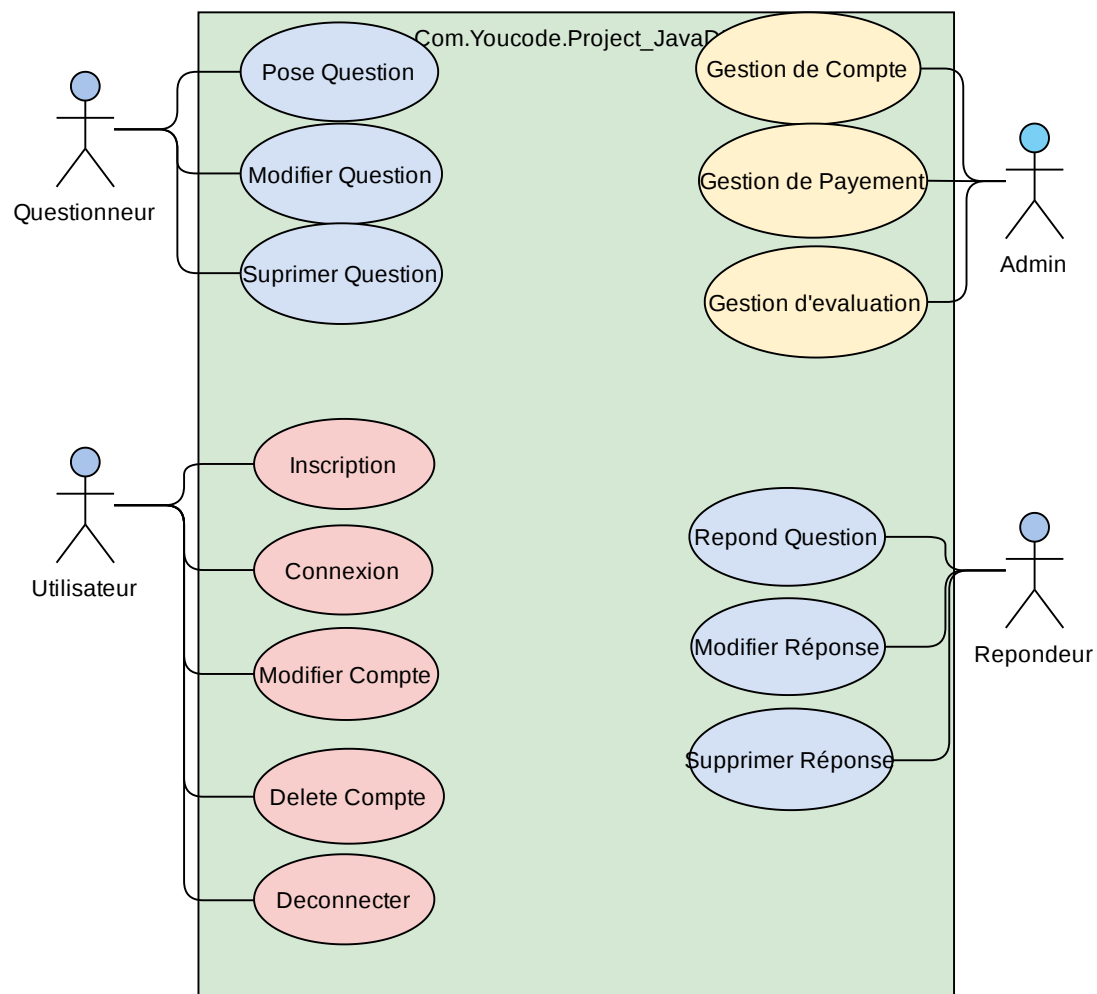 Com.Youcode.Project_JavaD
Pose Question
Modifier Question
Suprimer Question
Questionneur
Gestion de Compte
Gestion de Payement
Gestion d'evaluation
Admin
Inscription
Connexion
Modifier Compte
Delete Compte
Deconnecter
Utilisateur
Repond Question
Modifier Réponse
Supprimer Réponse
Repondeur